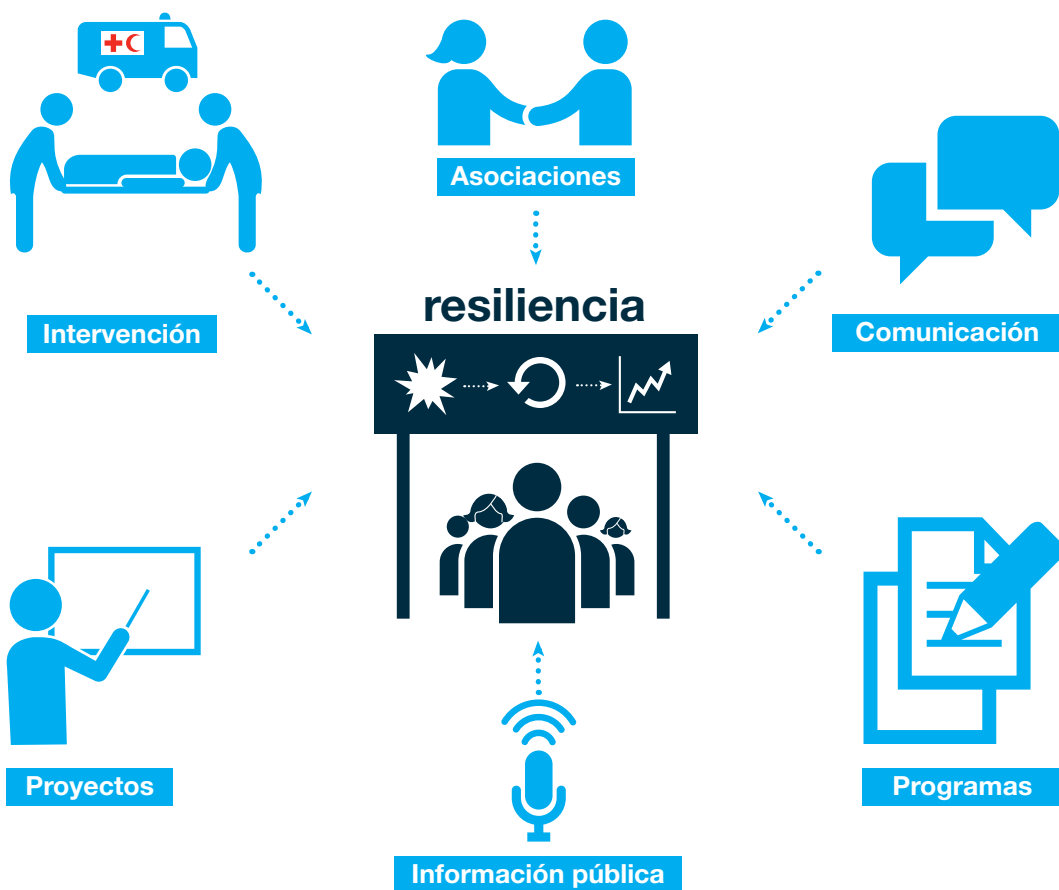 Asociaciones
Intervención
resiliencia
Comunicación
Proyectos
Programas
Información pública